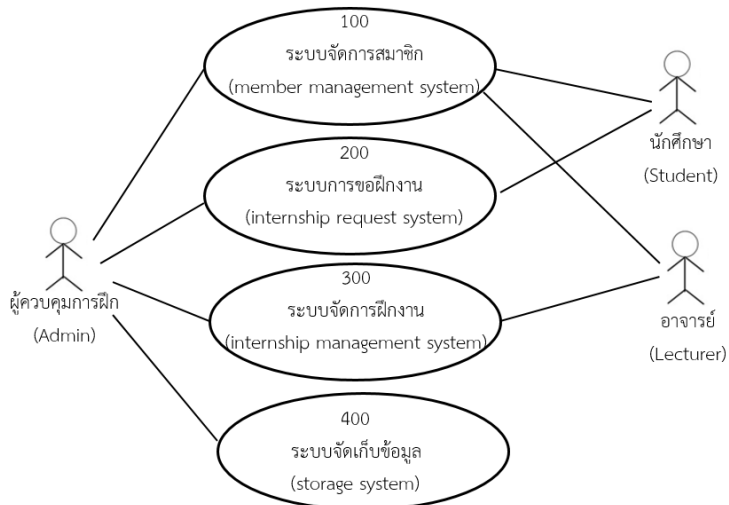 100
ระบบจัดการสมาชิก
(member management system)
200
ระบบการขอฝึกงาน
(internship request system)
300
ระบบจัดการฝึกงาน
(internship management system)
400
ระบบจัดเก็บข้อมูล
(storage system)
ผู้ควบคุมการฝึก
(Admin)
นักศึกษา
(Student)
อาจารย์
(Lecturer)